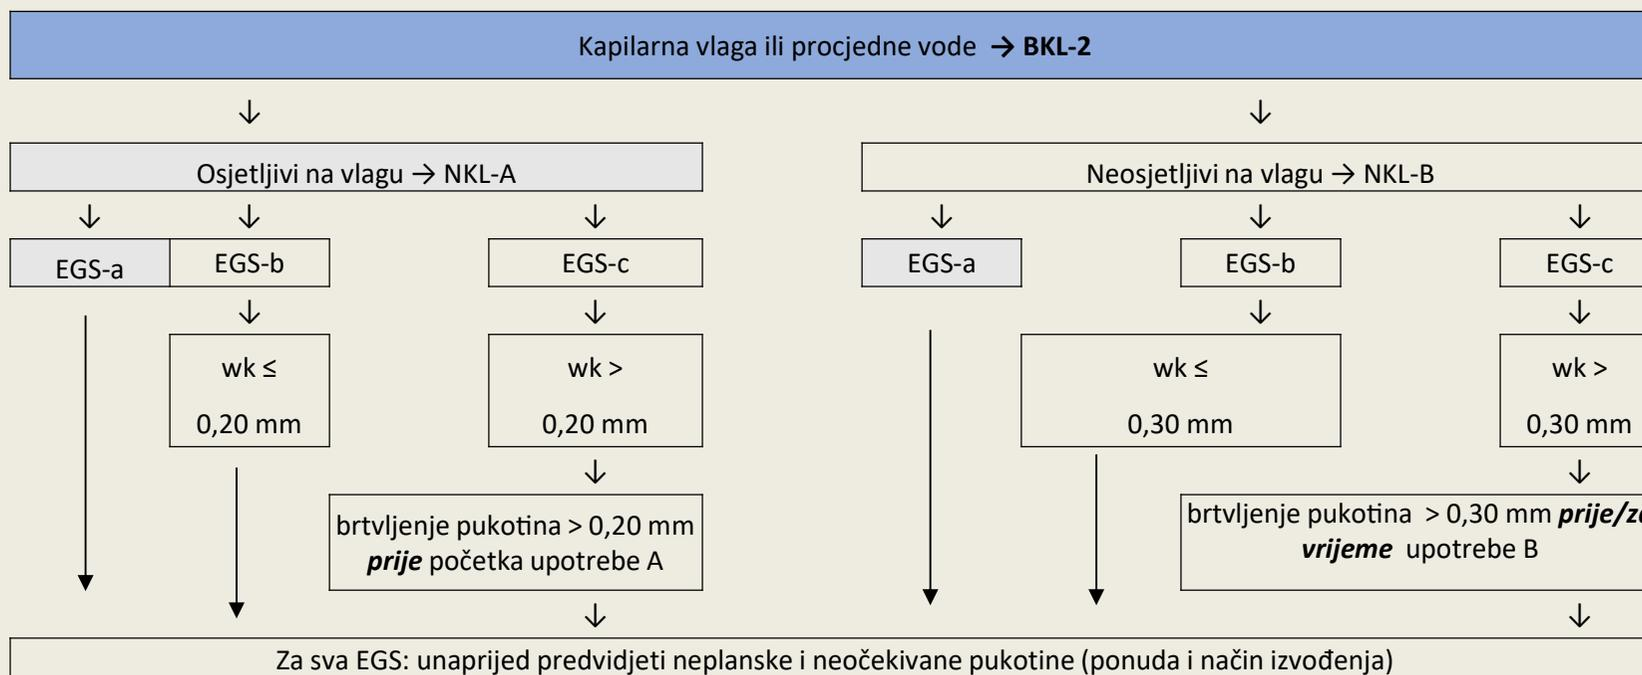 Kapilarna vlaga ili procjedne vode → BKL-2
↓ ↓
Osjetljivi na vlagu → NKL-A
Neosjetljivi na vlagu → NKL-B
↓ ↓ ↓ ↓ ↓ ↓
EGS-a EGS-b EGS-c EGS-a EGS-b EGS-c
↓ ↓ ↓ ↓
wk ≤
0,20 mm
wk >
0,20 mm
wk ≤
0,30 mm
wk >
0,30 mm
↓ ↓
brtvljenje pukotina > 0,20 mm
prije početka upotrebe A
brtvljenje pukotina > 0,30 mm prije/
vrijeme upotrebe B
↓ ↓
Za sva EGS: unaprijed predvidjeti neplanske i neočekivane pukotine (ponuda i način izvođenja)